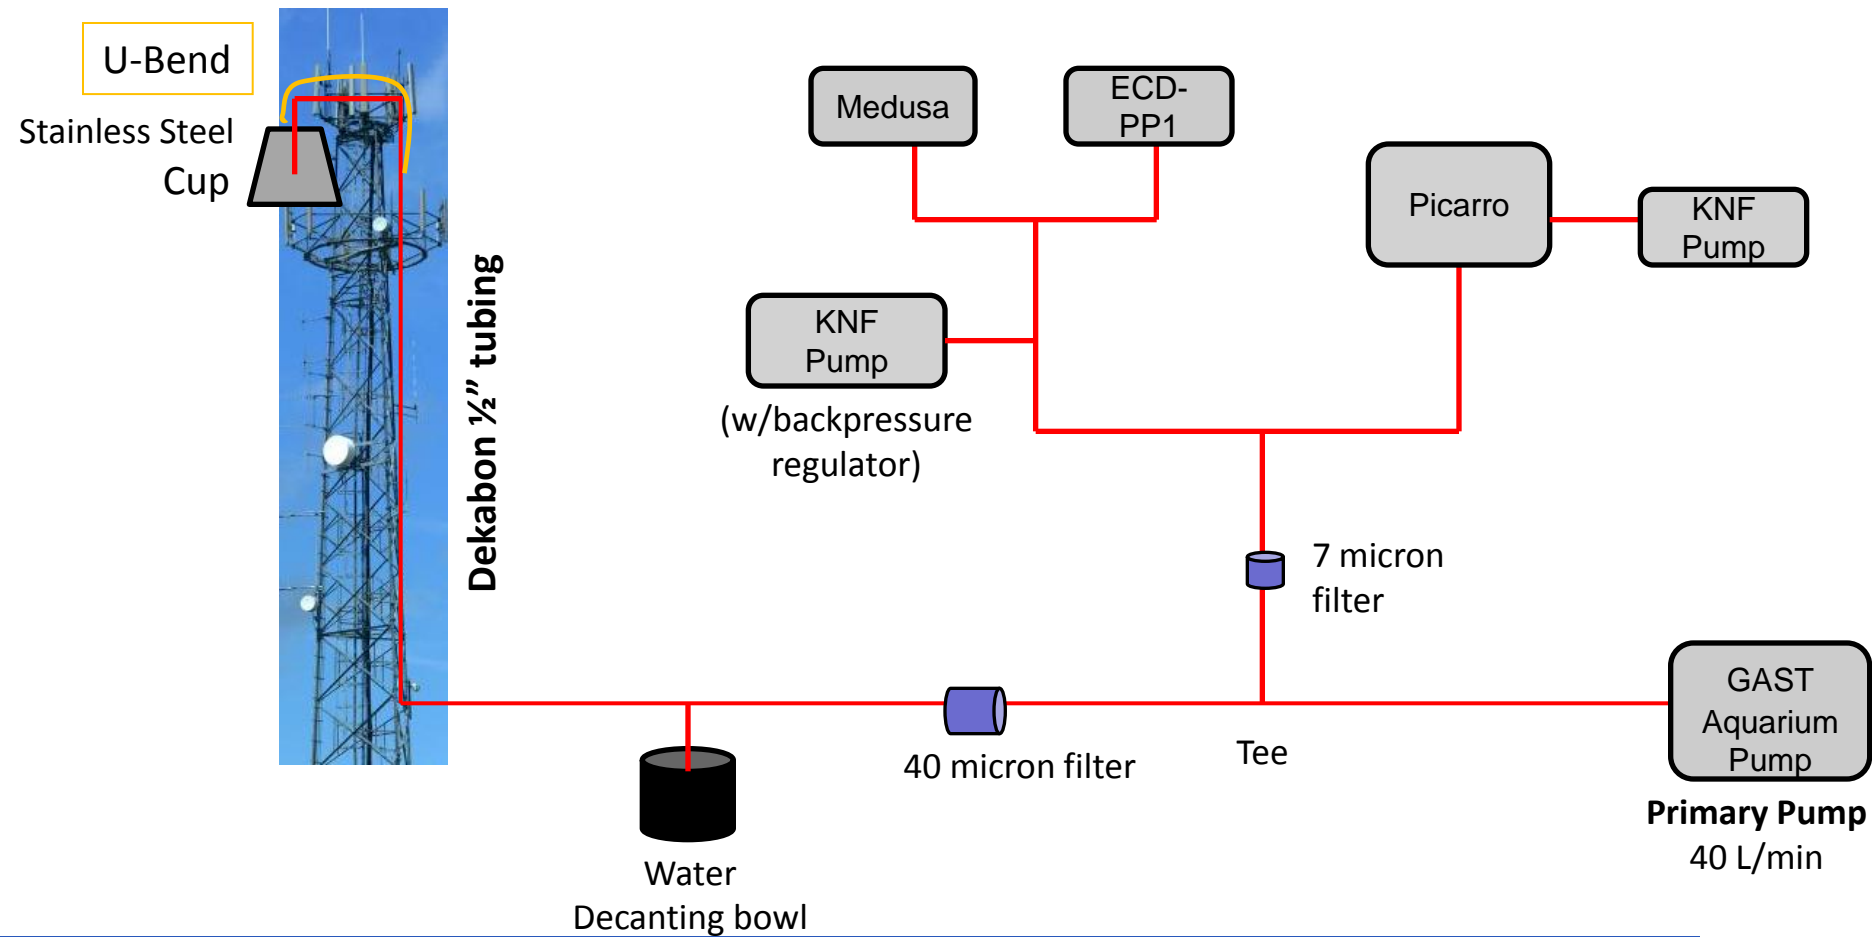 U-Bend
Stainless Steel
Cup
Dekabon ½” tubing
Medusa
ECD-
PP1
Picarro
KNF
Pump
KNF
Pump
(w/backpressure
regulator)
7 micron
filter
40 micron filter
Tee
GAST
Aquarium
Pump
Primary Pump
40 L/min
Water
Decanting bowl